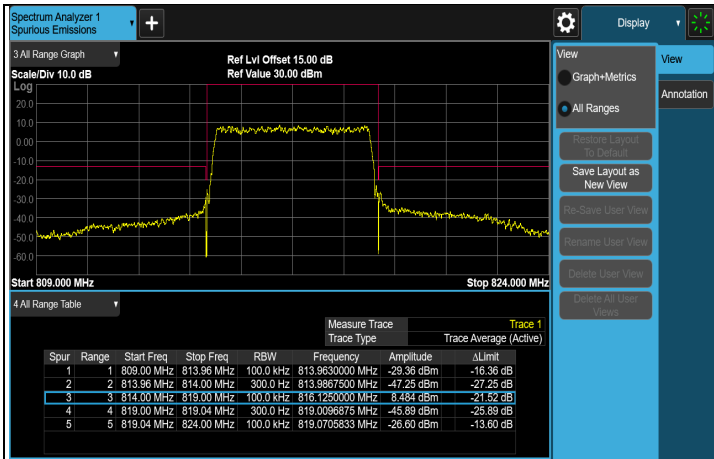 Spectrum Analyzer 1
Spurious Emissions
Display
3 All Range Graph
Ref Lvl Offset 15.00 dB
Scale/Div 10.0 dB
Ref Value 30.00 dBm
Log
20.0
10.0
0.00
-10.0
-20.0
-30.0
-40.0
-50.0
-60.0
Start 809.000 MHz
Stop 824.000 MHz
4 All Range Table
Measure Trace Trace 1
Trace Type Trace Average (Active)
Spur Range Start Freq Stop Freq RBW Frequency Amplitude ΔLimit
1 1 809.00 MHz 813.96 MHz 100.0 kHz 813.9630000 MHz -29.36 dBm -16.36 dB
2 2 813.96 MHz 814.00 MHz 300.0 Hz 813.9867500 MHz -47.25 dBm -27.25 dB
3 3 814.00 MHz 819.00 MHz 100.0 kHz 816.1250000 MHz 8.484 dBm -21.52 dB
4 4 819.00 MHz 819.04 MHz 300.0 Hz 819.0096875 MHz -45.89 dBm -25.89 dB
5 5 819.04 MHz 824.00 MHz 100.0 kHz 819.0705833 MHz -26.60 dBm -13.60 dB
View
Graph+Metrics
All Ranges
Restore Layout
To Default
Save Layout as
New View
Re-Save User View
Rename User View
Delete User View
Delete All User
Views
View
Annotation